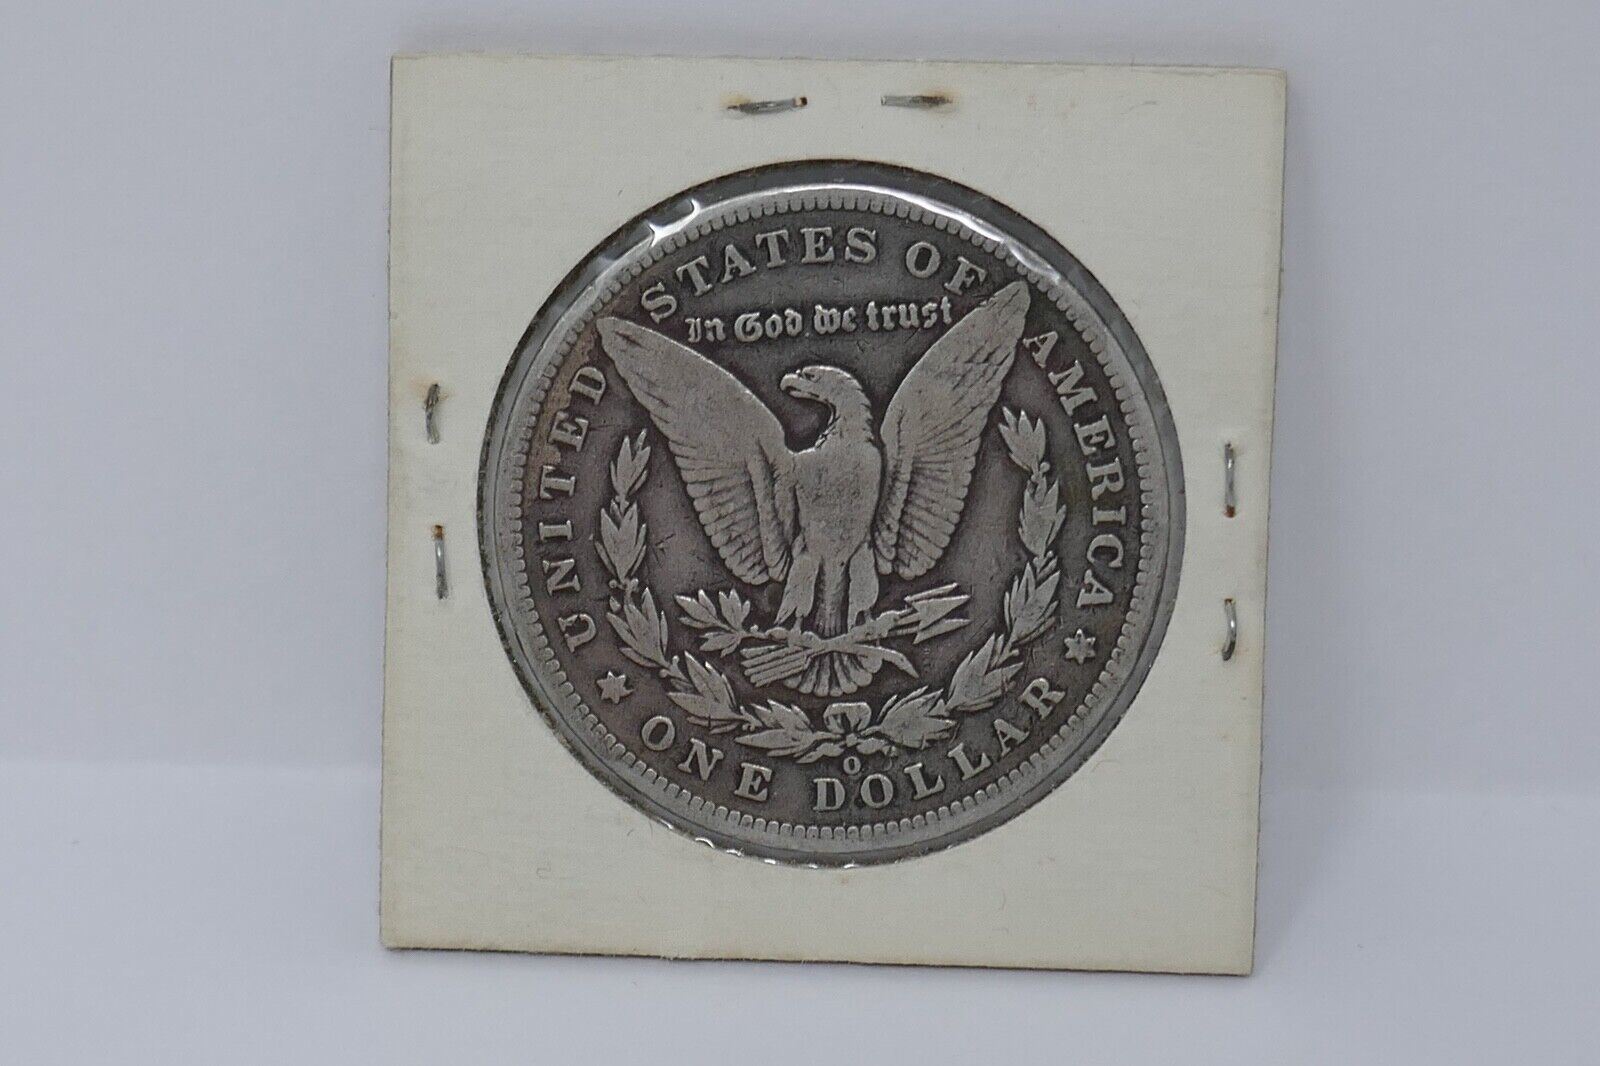 UNITED STATES OF AMERICA
In God we trust
O
ONE DOLLAR